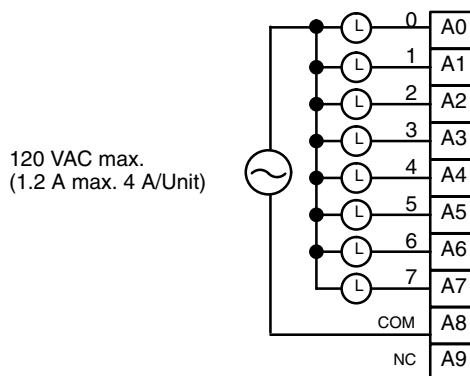 L 0 A0
L 1 A1
L 2 A2
L 3 A3
120 VAC max.
(1.2 A max. 4 A/Unit)
L 4 A4
L 5 A5
L 6 A6
L 7 A7
COM A8
NC A9